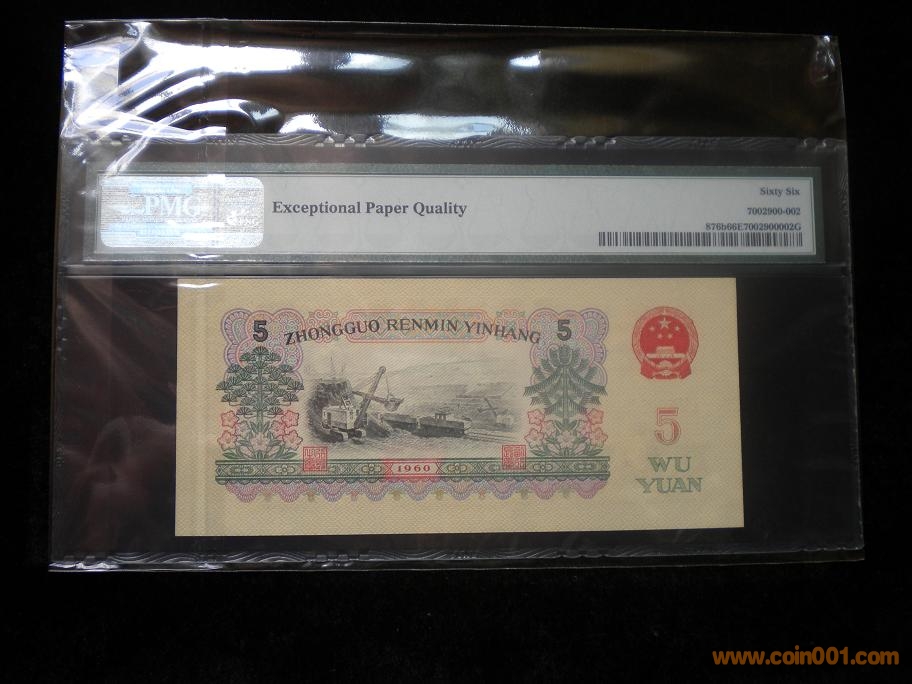 PMG
Exceptional Paper Quality
Sixty Six
7002900-002
876b66E7002900002G
5 ZHONGGUO RENMIN YINHANG 5
5
WU
YUAN
1960
www.coin001.com